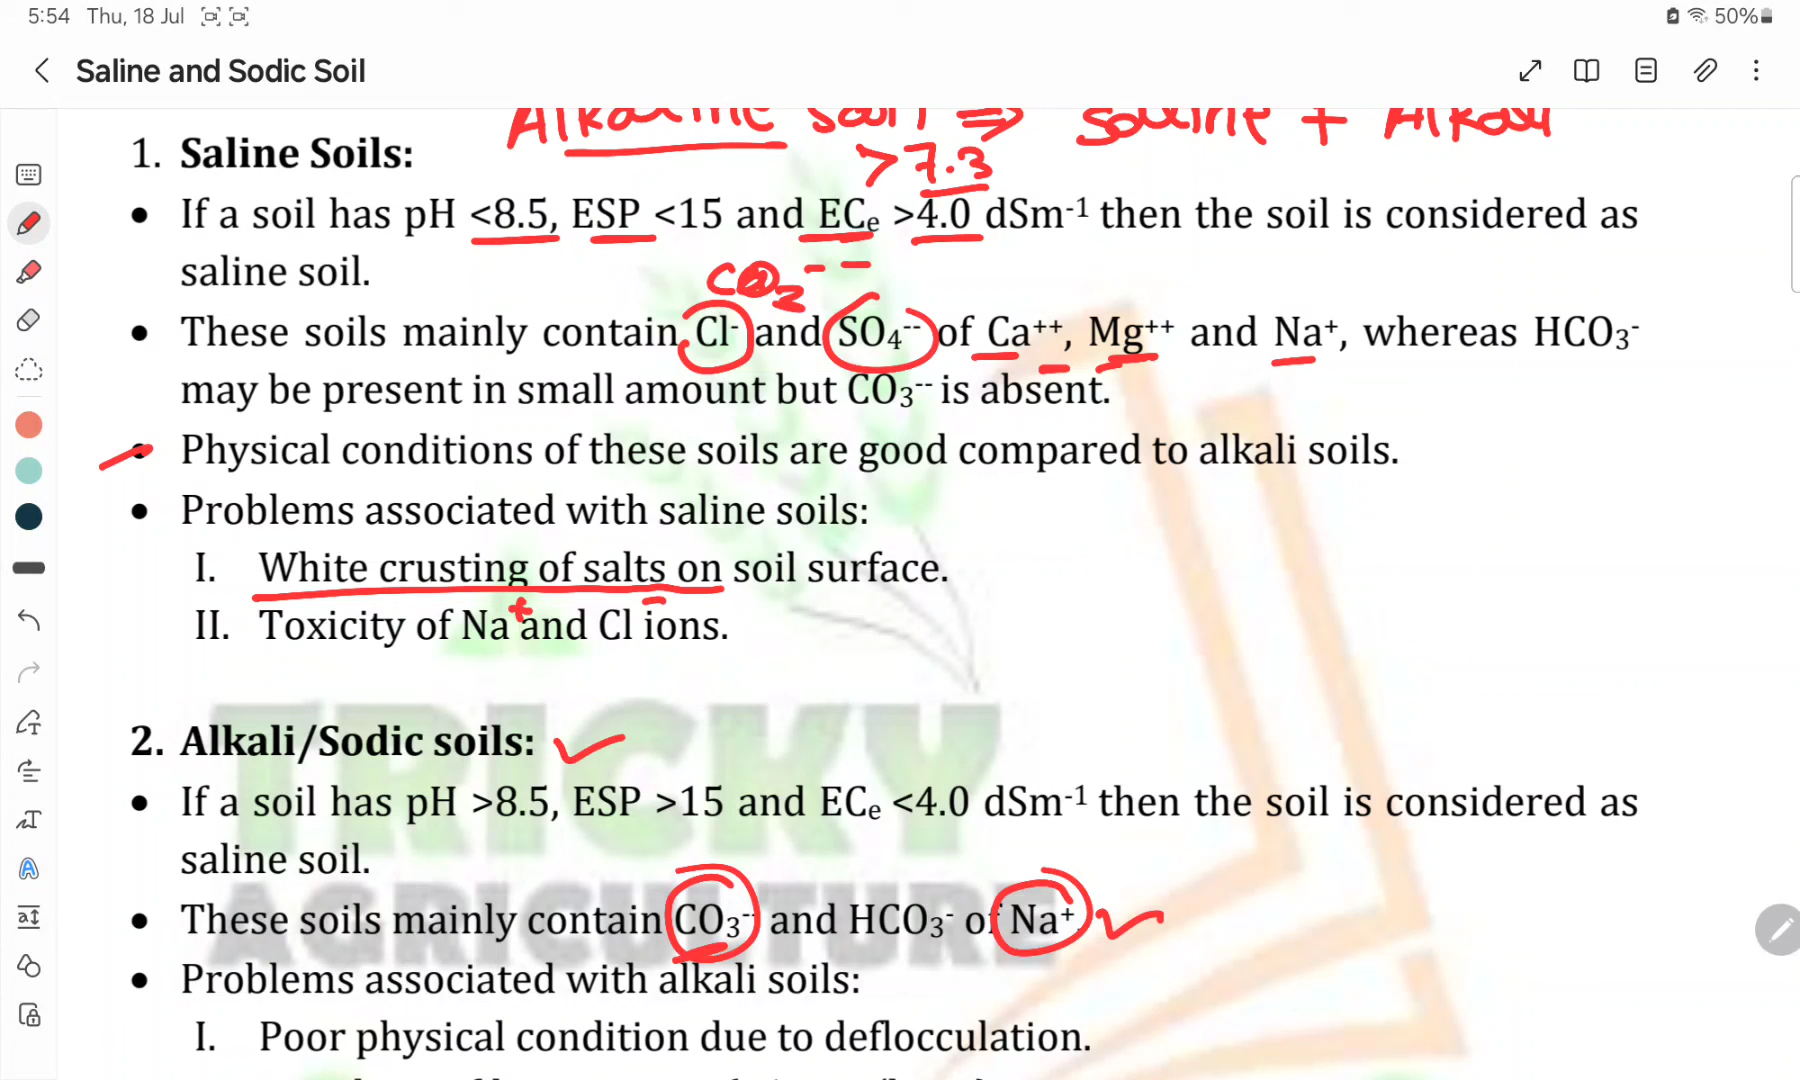 5:54 Thu, 18 Jul 50%
Saline and Sodic Soil
Alkaline soil ⇒ Saline + Alkali
>7.3
1. Saline Soils:
• If a soil has pH <8.5, ESP <15 and ECe >4.0 dSm-1 then the soil is considered as
saline soil.
CO3 - -
• These soils mainly contain Cl- and SO4-- of Ca++, Mg++ and Na+, whereas HCO3-
may be present in small amount but CO3-- is absent.
• Physical conditions of these soils are good compared to alkali soils.
• Problems associated with saline soils:
I. White crusting of salts on soil surface.
II. Toxicity of Na+ and Cl- ions.
TRICKY
AGRICULTURE
2. Alkali/Sodic soils:
• If a soil has pH >8.5, ESP >15 and ECe <4.0 dSm-1 then the soil is considered as
saline soil.
• These soils mainly contain CO3-- and HCO3- of Na+.
• Problems associated with alkali soils:
I. Poor physical condition due to deflocculation.